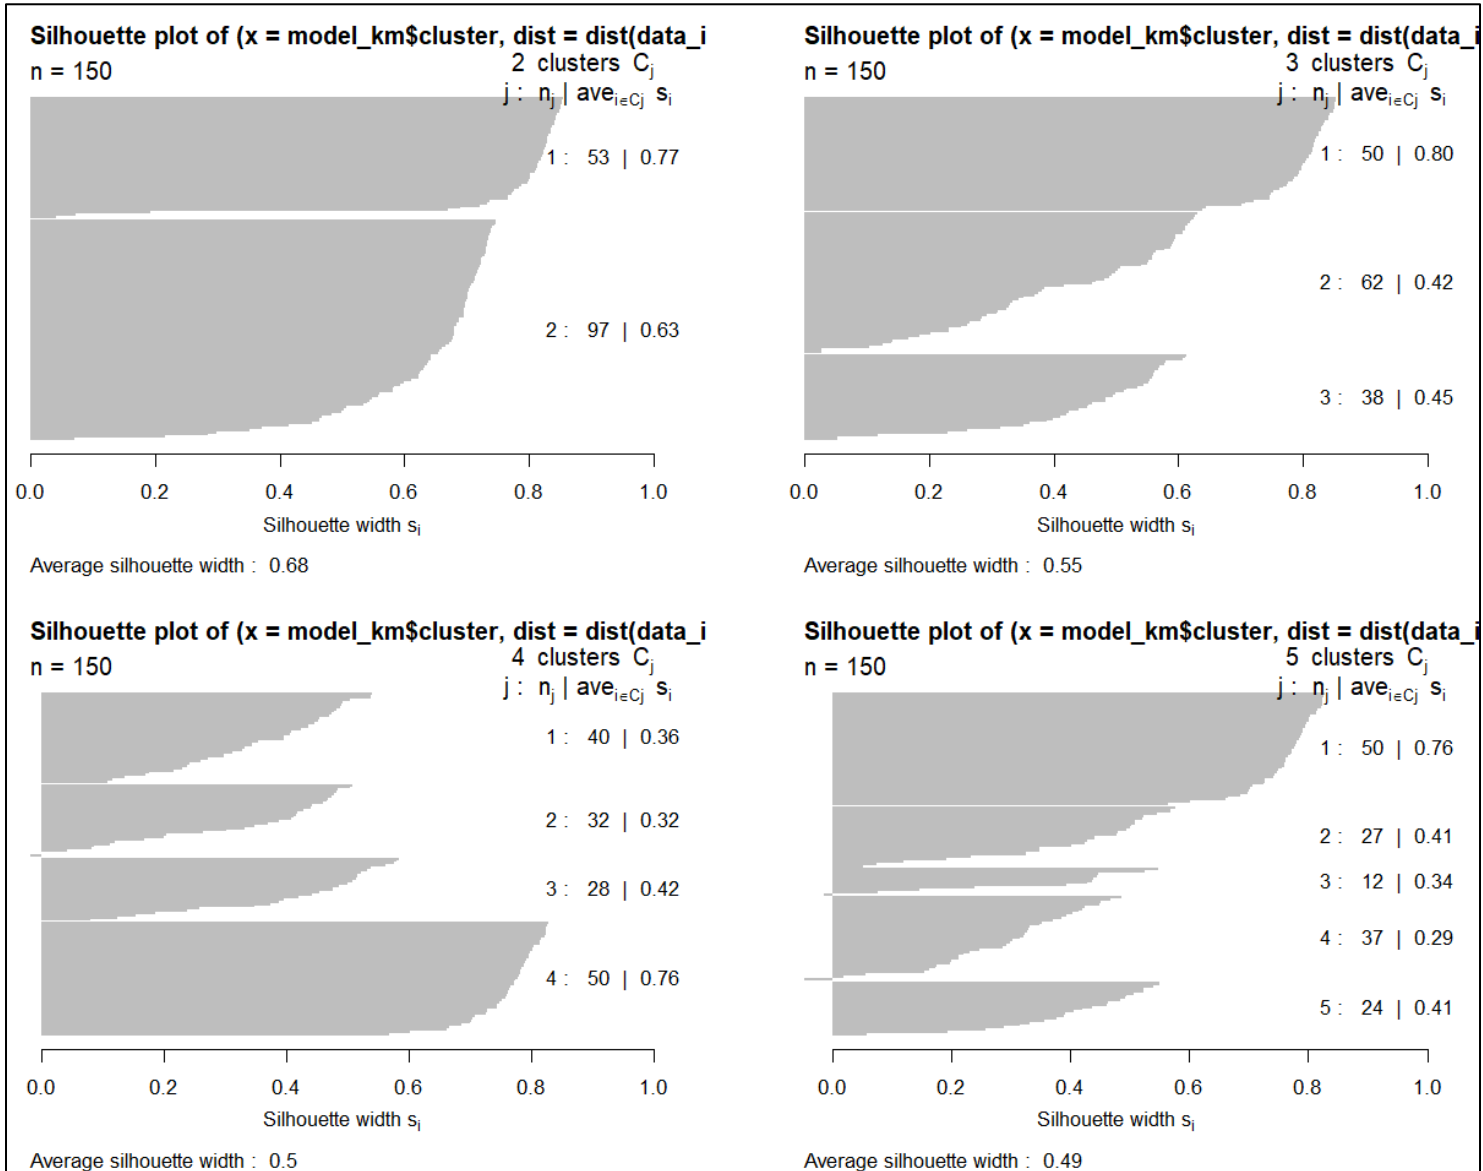 Silhouette plot of (x = model_km$cluster, dist = dist(data_i
n = 150
2 clusters Cj
j : nj | avei∈Cj si
1 : 53 | 0.77
2 : 97 | 0.63
0.0 0.2 0.4 0.6 0.8 1.0
Silhouette width si
Average silhouette width : 0.68
Silhouette plot of (x = model_km$cluster, dist = dist(data_i
n = 150
3 clusters Cj
j : nj | avei∈Cj si
1 : 50 | 0.80
2 : 62 | 0.42
3 : 38 | 0.45
0.0 0.2 0.4 0.6 0.8 1.0
Silhouette width si
Average silhouette width : 0.55
Silhouette plot of (x = model_km$cluster, dist = dist(data_i
n = 150
4 clusters Cj
j : nj | avei∈Cj si
1 : 40 | 0.36
2 : 32 | 0.32
3 : 28 | 0.42
4 : 50 | 0.76
0.0 0.2 0.4 0.6 0.8 1.0
Silhouette width si
Average silhouette width : 0.5
Silhouette plot of (x = model_km$cluster, dist = dist(data_i
n = 150
5 clusters Cj
j : nj | avei∈Cj si
1 : 50 | 0.76
2 : 27 | 0.41
3 : 12 | 0.34
4 : 37 | 0.29
5 : 24 | 0.41
0.0 0.2 0.4 0.6 0.8 1.0
Silhouette width si
Average silhouette width : 0.49